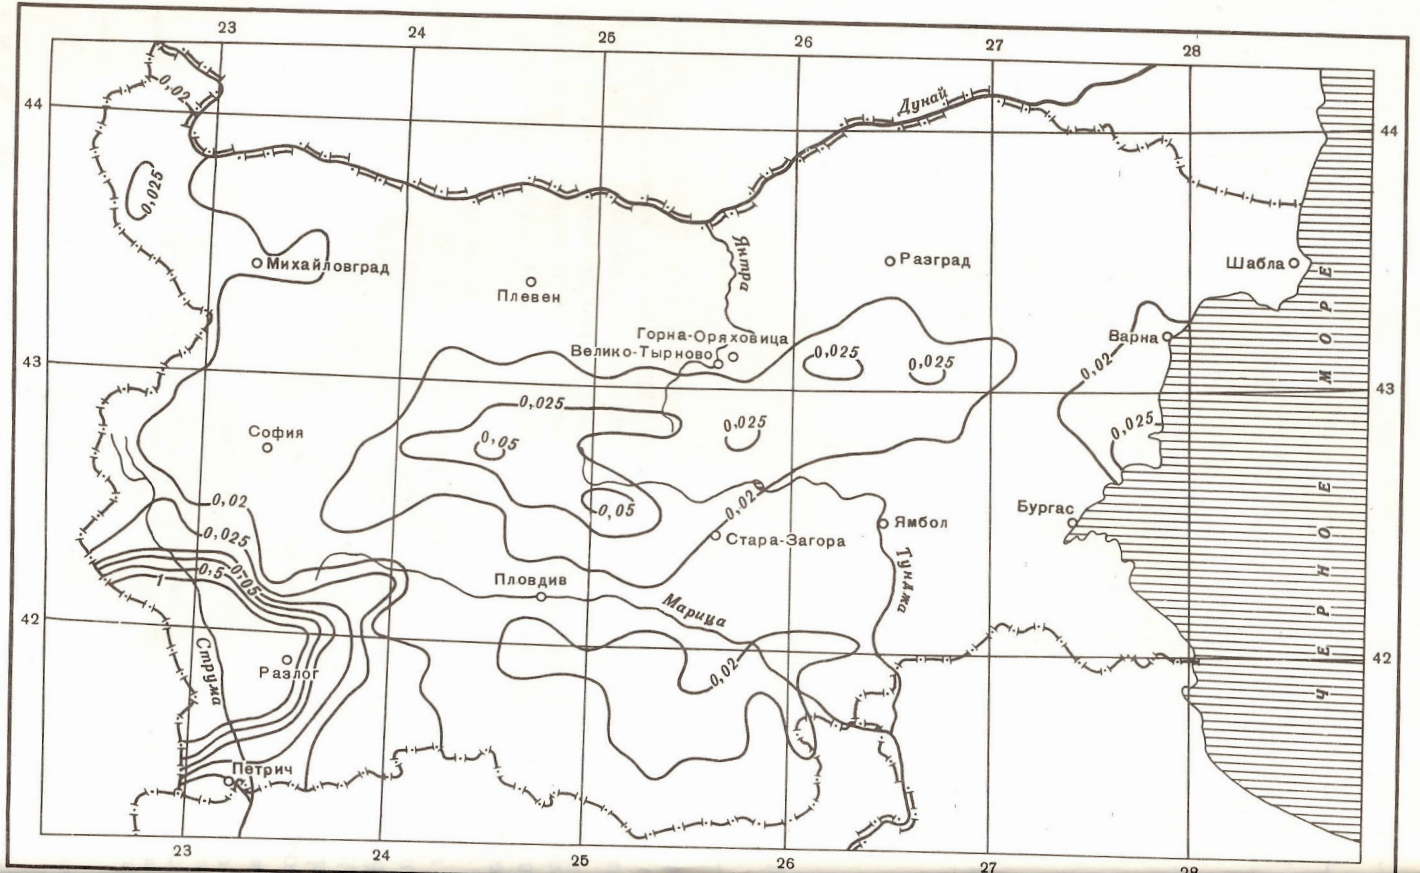 23
24
25
26
27
28
44
0,02
Дунай
44
0,025
Янтра
Михайловград
Разград
Шабла
Плевен
Горна-Оряховица
Велико-Тырново
Варна
43
0,025
0,025
0,02
43
0,025
0,05
0,025
0,025
София
0,02
0,05
0,02
Ямбол
Бургас
0,025
Стара-Загора
1
0,5
0,05
Пловдив
Марица
Тунджа
42
42
Струма
Разлог
0,02
Петрич
ЧЕРНОЕ МОРЕ
23
24
25
26
27
28